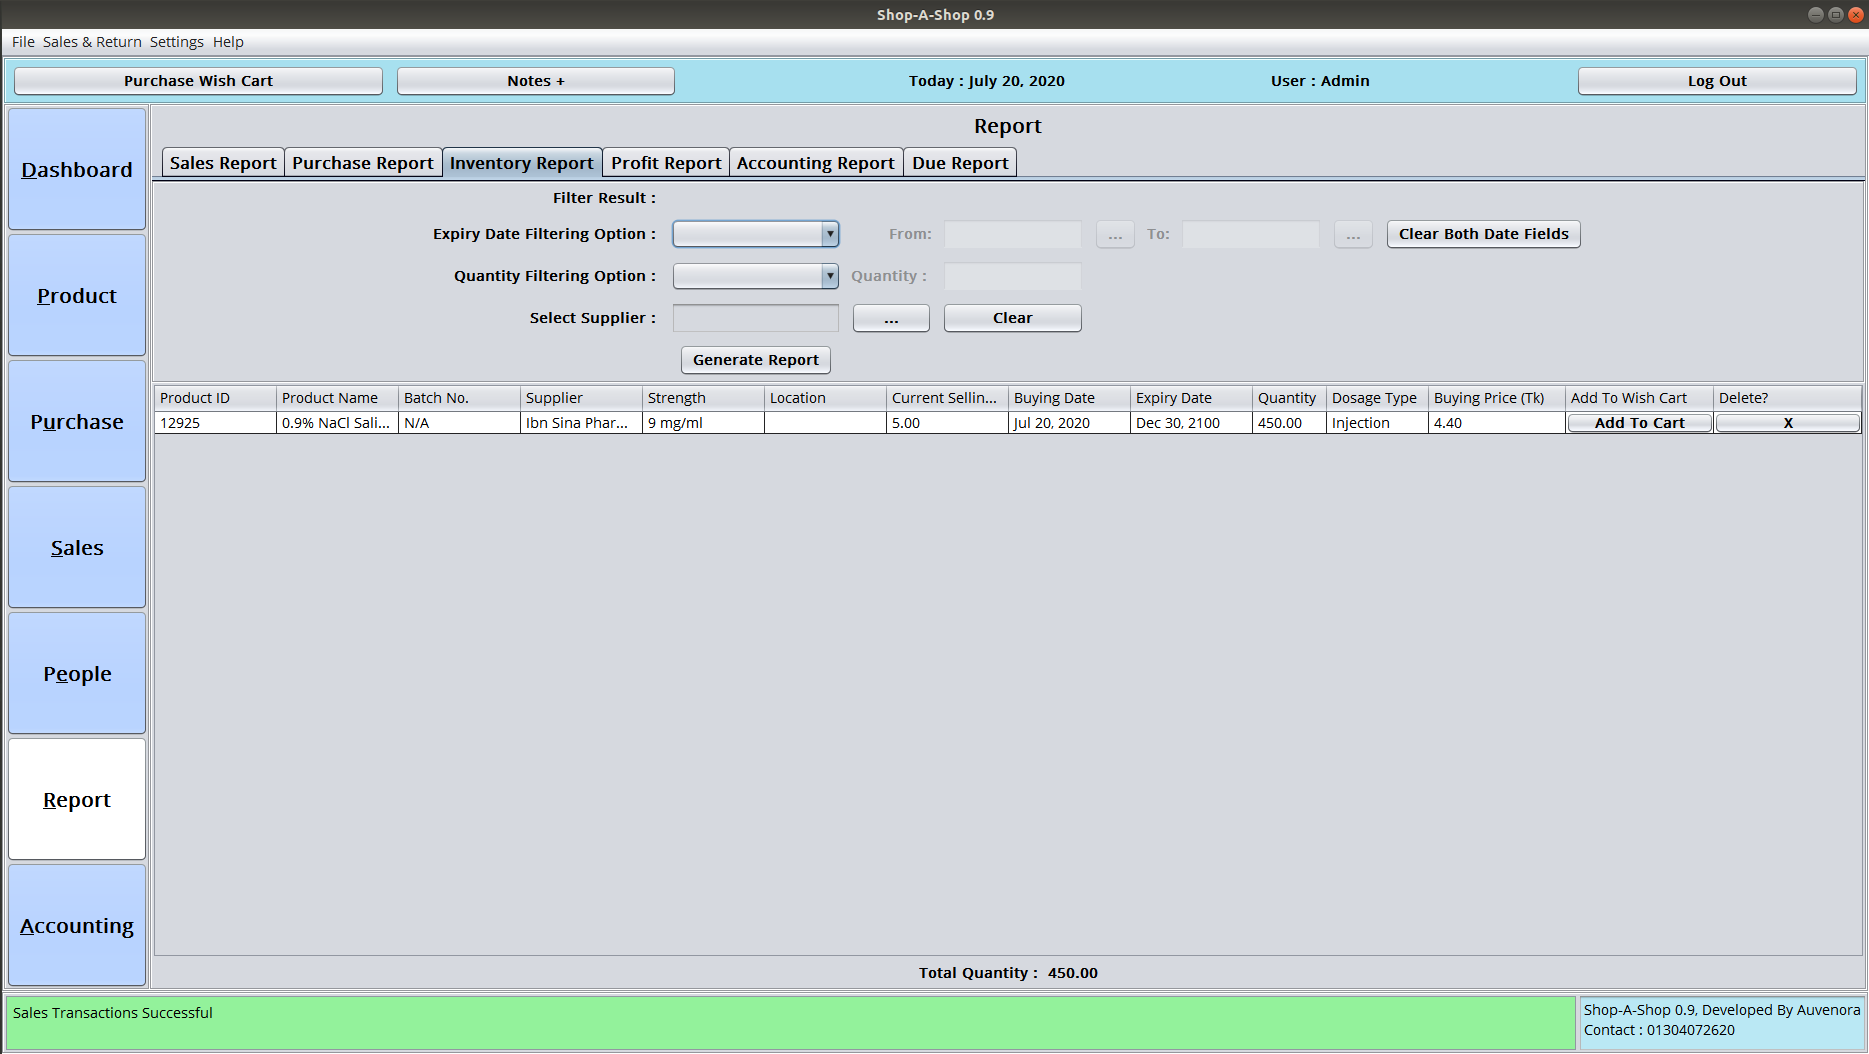 Shop-A-Shop 0.9
File Sales & Return Settings Help
Purchase Wish Cart Notes + Today : July 20, 2020 User : Admin Log Out
Dashboard
Product
Purchase
Sales
People
Report
Accounting
Report
Sales Report Purchase Report Inventory Report Profit Report Accounting Report Due Report
Filter Result :
Expiry Date Filtering Option : From: ... To: ... Clear Both Date Fields
Quantity Filtering Option : Quantity :
Select Supplier : ... Clear
Generate Report
Product ID Product Name Batch No. Supplier Strength Location Current Sellin... Buying Date Expiry Date Quantity Dosage Type Buying Price (Tk) Add To Wish Cart Delete?
12925 0.9% NaCl Sali... N/A Ibn Sina Phar... 9 mg/ml 5.00 Jul 20, 2020 Dec 30, 2100 450.00 Injection 4.40 Add To Cart X
Total Quantity : 450.00
Sales Transactions Successful
Shop-A-Shop 0.9, Developed By Auvenora
Contact : 01304072620